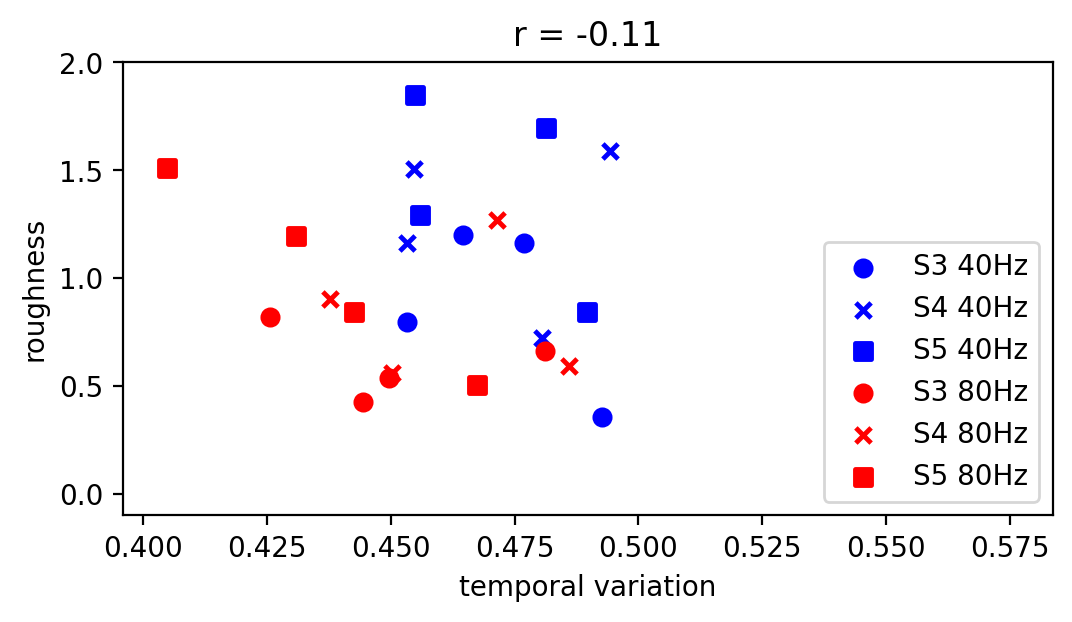 r = -0.11
2.0
1.5
1.0
0.5
0.0
roughness
S3 40Hz
S4 40Hz
S5 40Hz
S3 80Hz
S4 80Hz
S5 80Hz
0.400 0.425 0.450 0.475 0.500 0.525 0.550 0.575
temporal variation